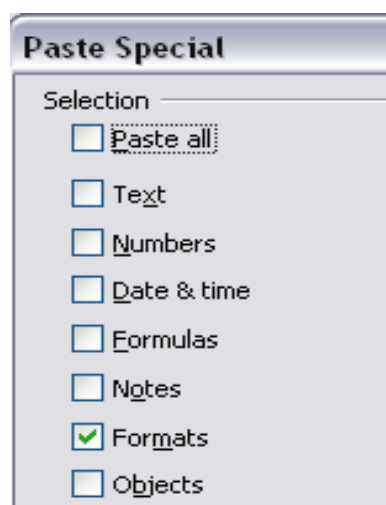 Paste Special
Selection
Paste all
Text
Numbers
Date & time
Formulas
Notes
Formats
Objects